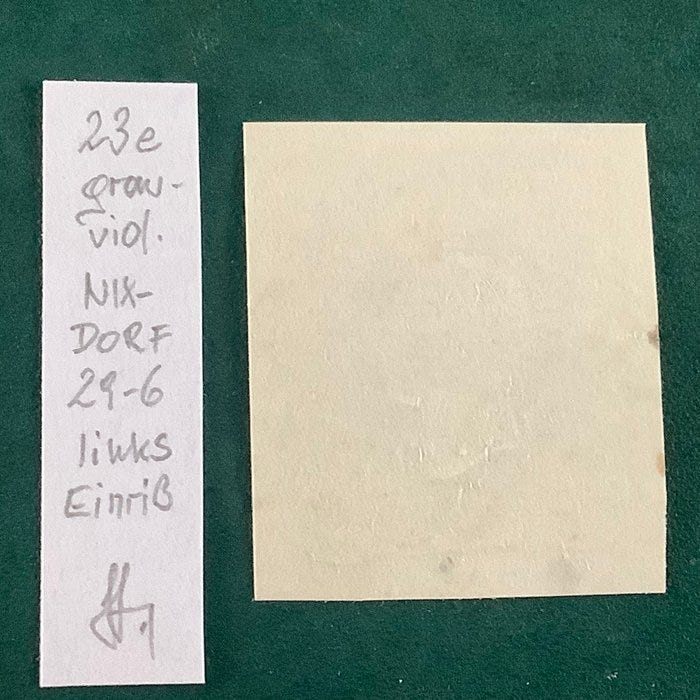 23e
grau-
viol.
NIX-
DORF
29-6
links
Einriß